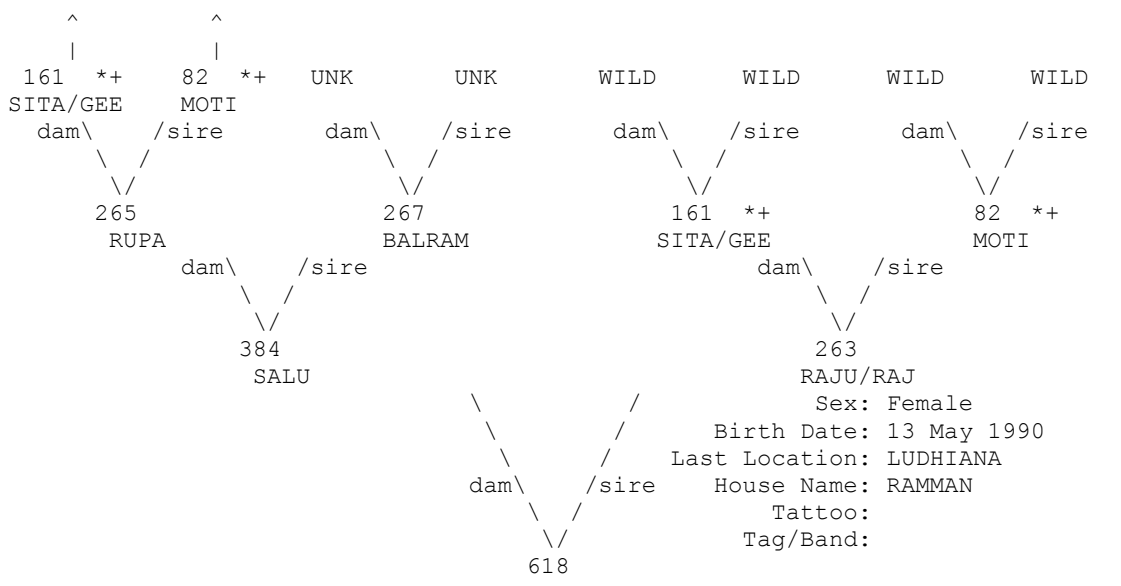 ^ ^
| |
161 *+ 82 *+ UNK UNK WILD WILD WILD WILD
SITA/GEE MOTI
dam\ /sire dam\ /sire dam\ /sire dam\ /sire
\ / \ / \ / \ /
\/ \/ \/ \/
265 267 161 *+ 82 *+
RUPA BALRAM SITA/GEE MOTI
dam\ /sire dam\ /sire
\ / \ /
\/ \/
384 263
SALU RAJU/RAJ
\ / Sex: Female
\ / Birth Date: 13 May 1990
\ / Last Location: LUDHIANA
dam\ /sire House Name: RAMMAN
\ / Tattoo:
\/ Tag/Band:
618